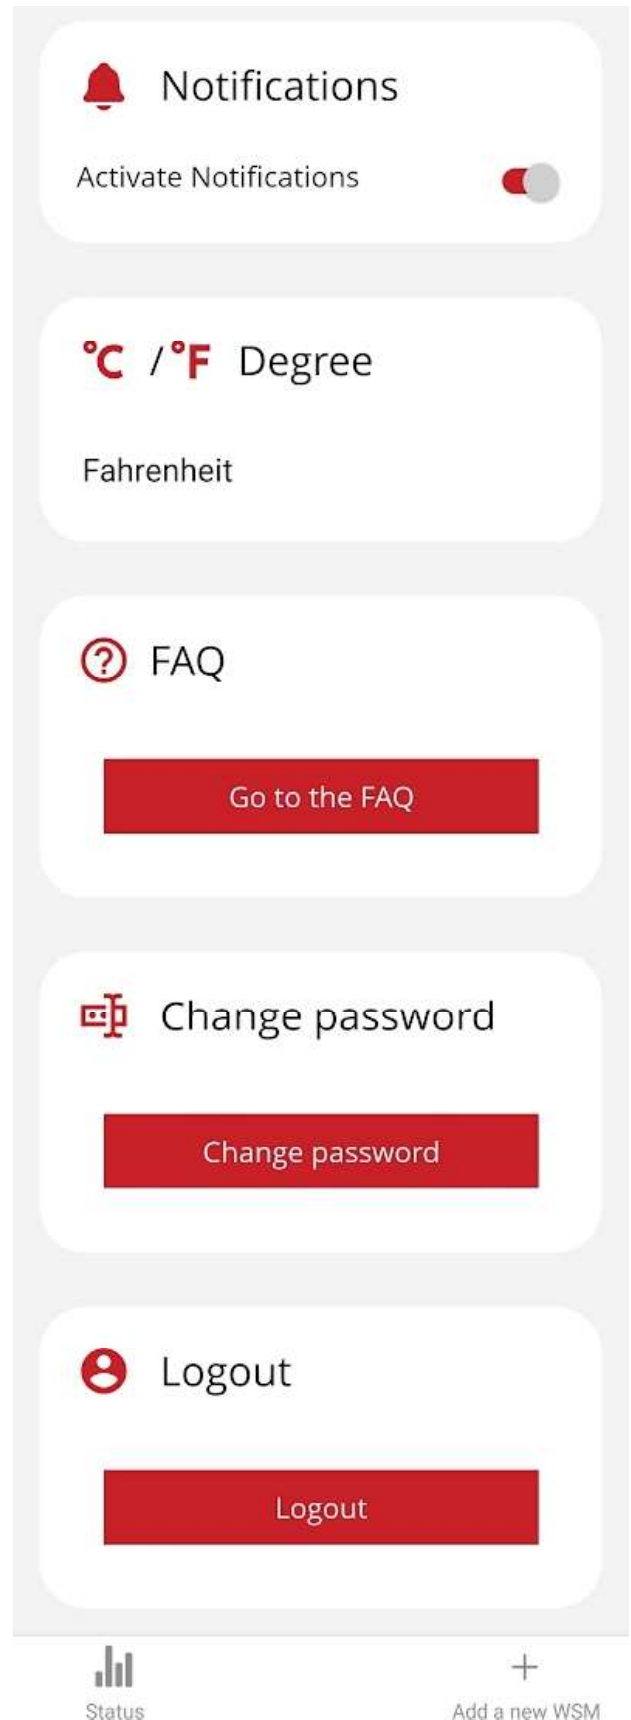 Notifications
Activate Notifications
°C / °F Degree
Fahrenheit
FAQ
Go to the FAQ
Change password
Change password
Logout
Logout
Status
Add a new WSM